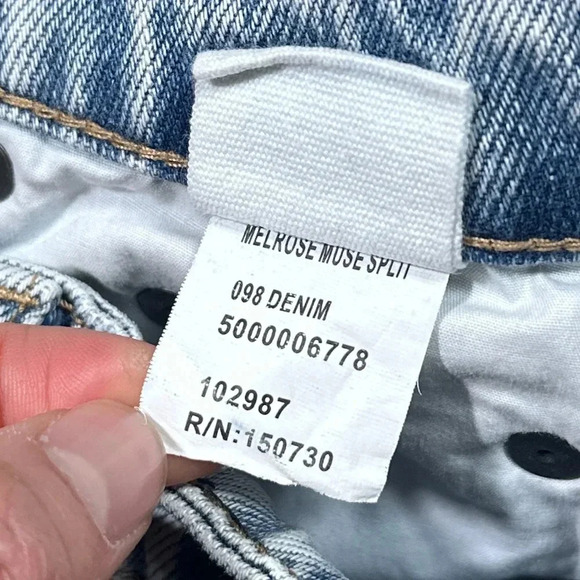 MELROSE MUSE SPLIT
098 DENIM
5000006778
102987
R/N:150730